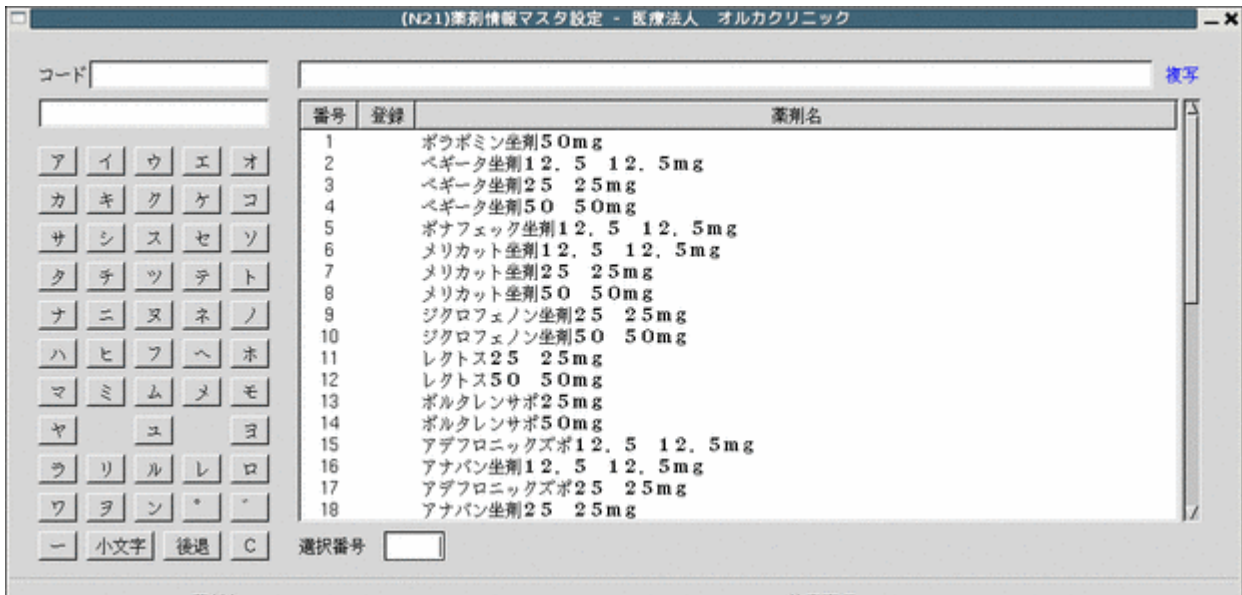 (N21)薬剤情報マスタ設定 - 医療法人　オルカクリニック
コード 複写
番号 登録 薬剤名
1 ボラボミン坐剤５０ｍｇ
2 ベギータ坐剤１２．５　１２．５ｍｇ
3 ベギータ坐剤２５　２５ｍｇ
4 ベギータ坐剤５０　５０ｍｇ
5 ボナフェック坐剤１２．５　１２．５ｍｇ
6 メリカット坐剤１２．５　１２．５ｍｇ
7 メリカット坐剤２５　２５ｍｇ
8 メリカット坐剤５０　５０ｍｇ
9 ジクロフェノン坐剤２５　２５ｍｇ
10 ジクロフェノン坐剤５０　５０ｍｇ
11 レクトス２５　２５ｍｇ
12 レクトス５０　５０ｍｇ
13 ボルタレンサポ２５ｍｇ
14 ボルタレンサポ５０ｍｇ
15 アデフロニックズポ１２．５　１２．５ｍｇ
16 アナバン坐剤１２．５　１２．５ｍｇ
17 アデフロニックズポ２５　２５ｍｇ
18 アナバン坐剤２５　２５ｍｇ
ア イ ウ エ オ
カ キ ク ケ コ
サ シ ス セ ソ
タ チ ツ テ ト
ナ ニ ヌ ネ ノ
ハ ヒ フ ヘ ホ
マ ミ ム メ モ
ヤ ユ ヨ
ラ リ ル レ ロ
ワ ヲ ン ゜ ゛
ー 小文字 後退 C
選択番号